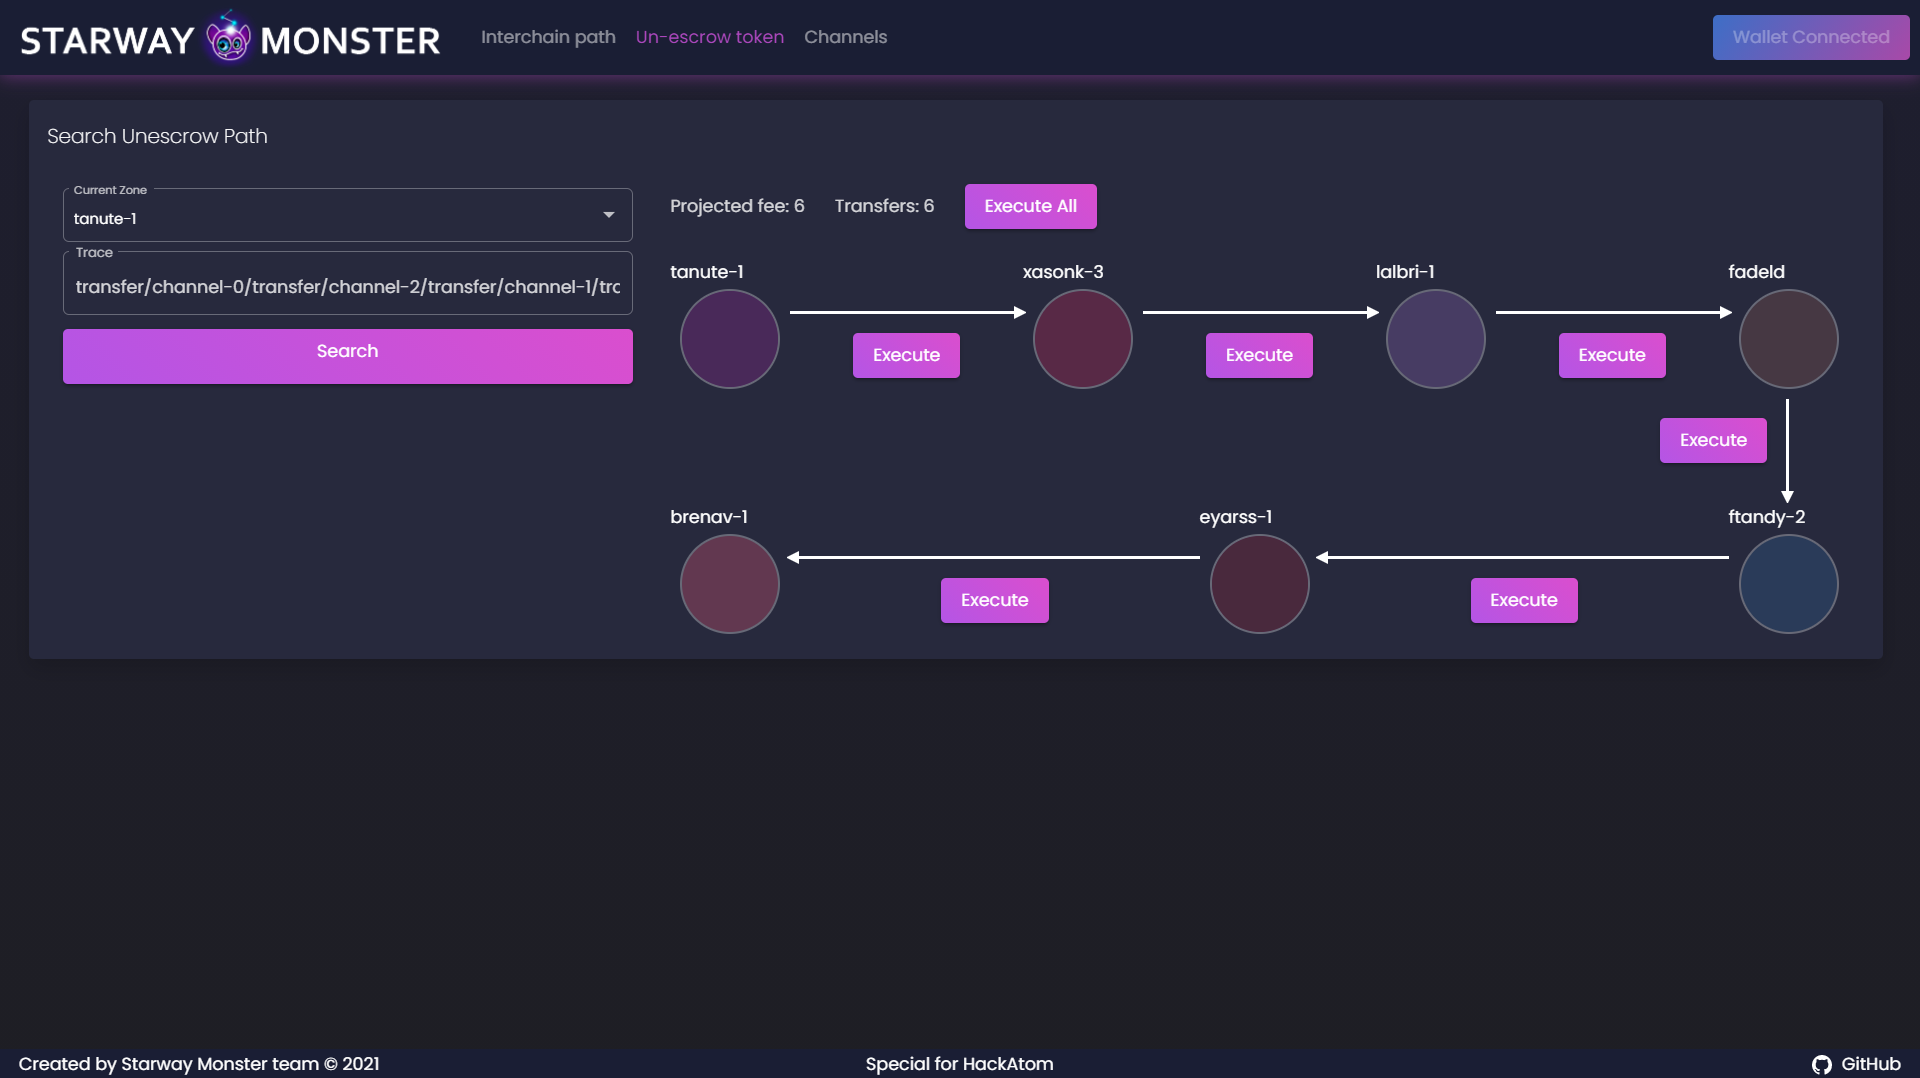 STARWAY MONSTER
Interchain path
Un-escrow token
Channels
Wallet Connected
Search Unescrow Path
Current Zone
tanute-1
Trace
transfer/channel-0/transfer/channel-2/transfer/channel-1/trc
Search
Projected fee: 6
Transfers: 6
Execute All
tanute-1
xasonk-3
lalbri-1
fadeld
Execute
Execute
Execute
Execute
brenav-1
eyarss-1
ftandy-2
Execute
Execute
Created by Starway Monster team © 2021
Special for HackAtom
GitHub